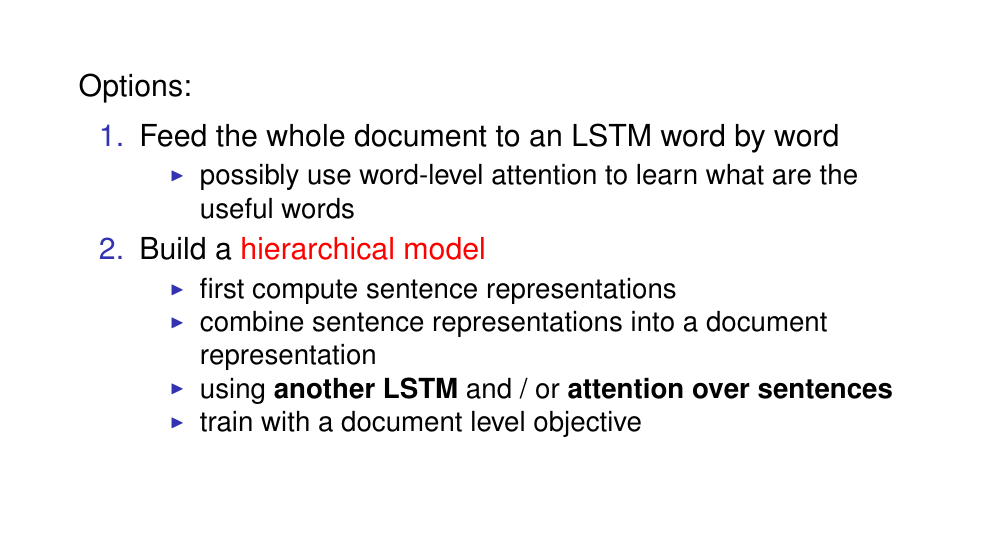 Options:
1. Feed the whole document to an LSTM word by word
▶ possibly use word-level attention to learn what are the
useful words
2. Build a hierarchical model
▶ first compute sentence representations
▶ combine sentence representations into a document
representation
▶ using another LSTM and / or attention over sentences
▶ train with a document level objective